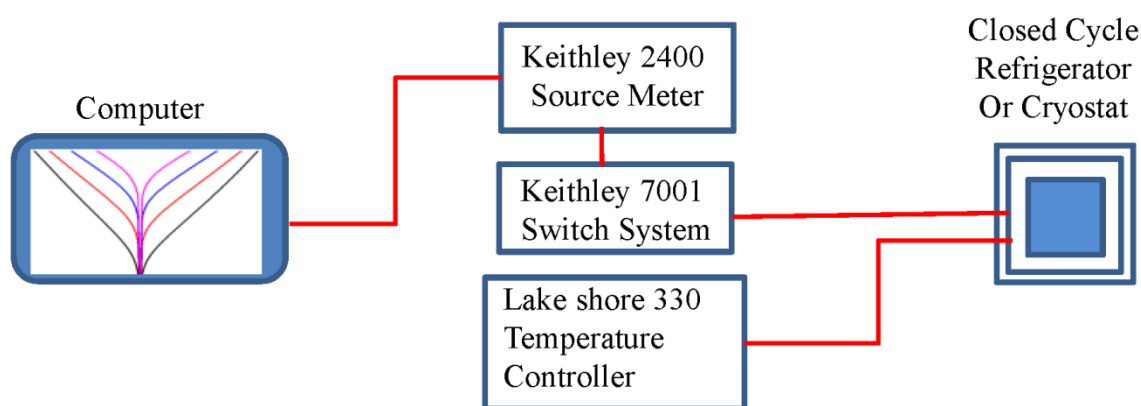 Computer
Keithley 2400
Source Meter
Keithley 7001
Switch System
Lake shore 330
Temperature
Controller
Closed Cycle
Refrigerator
Or Cryostat